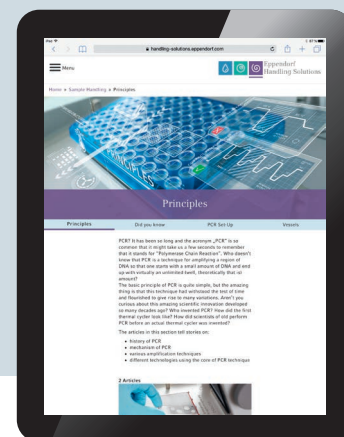 iPad
87%
handling-solutions.eppendorf.com
Menu
Eppendorf
Handling Solutions
Home » Sample Handling » Principles
Principles
Principles Did you know PCR Set-Up Vessels
PCR? It has been so long and the acronym „PCR" is so
common that it might take us a few seconds to remember
that it stands for "Polymerase Chain Reaction". Who doesn't
know that PCR is a technique for amplifying a region of
DNA so that one starts with a small amount of DNA and end
up with virtually an unlimited (well, theoretically that is)
amount?
The basic principle of PCR is quite simple, but the amazing
thing is that this technique had withstood the test of time
and flourished to give rise to many variations. Aren't you
curious about this amazing scientific innovation developed
so many decades ago? Who invented PCR? How did the first
thermal cycler look like? How did scientists of old perform
PCR before an actual thermal cycler was invented?
The articles in this section tell stories on:
• history of PCR
• mechanism of PCR
• various amplification techniques
• different technologies using the core of PCR technique
2 Articles